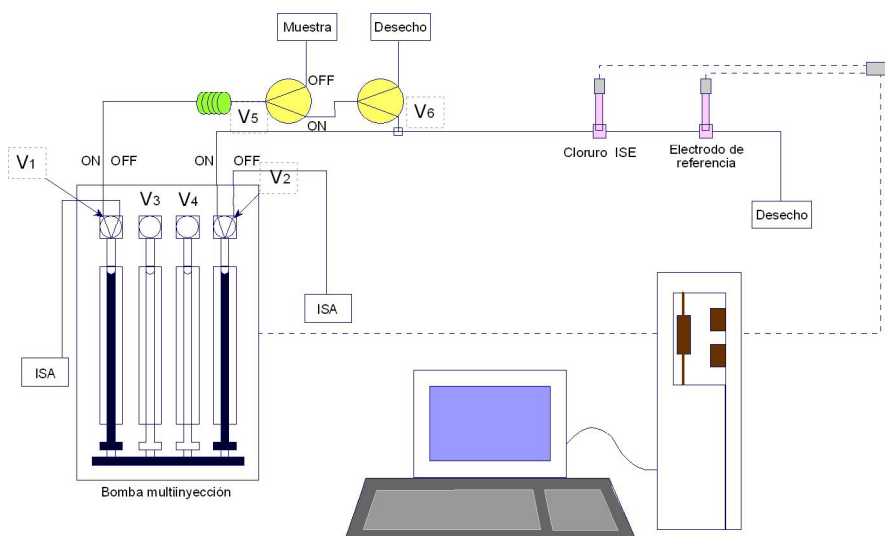 Muestra
Desecho
OFF
V5
ON
V6
Cloruro ISE
Electrodo de
referencia
V1
ON OFF
ON OFF
V2
V3
V4
Desecho
ISA
ISA
Bomba multiinyección